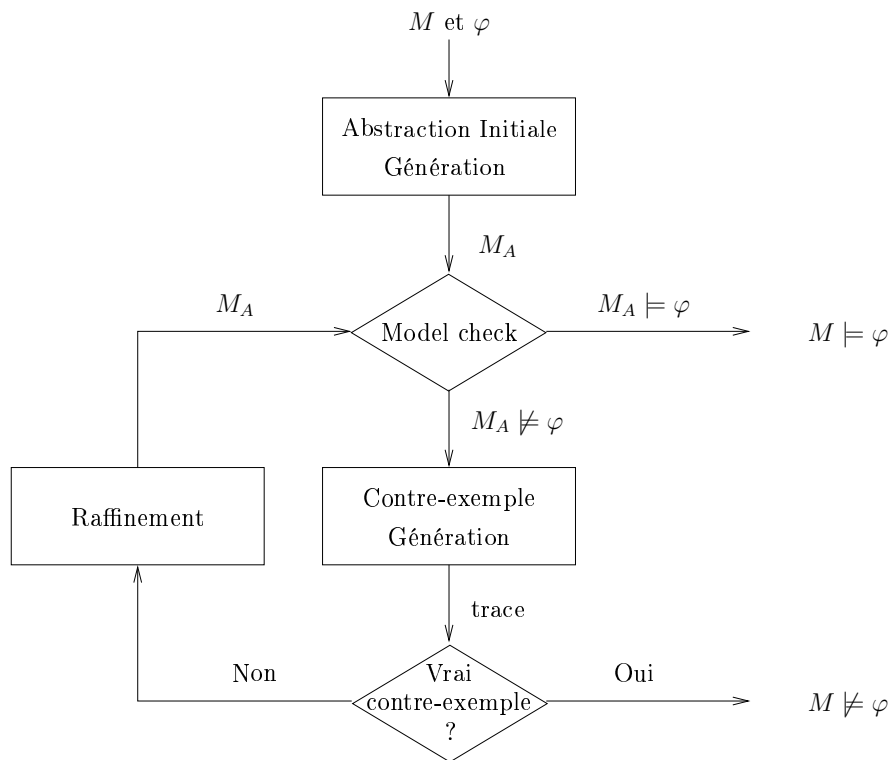 M et φ
Abstraction Initiale
Génération
M_A
M_A
Model check
M_A ⊨ φ
M ⊨ φ
M_A ⊭ φ
Raffinement
Contre-exemple
Génération
trace
Non
Vrai
contre-exemple
?
Oui
M ⊭ φ